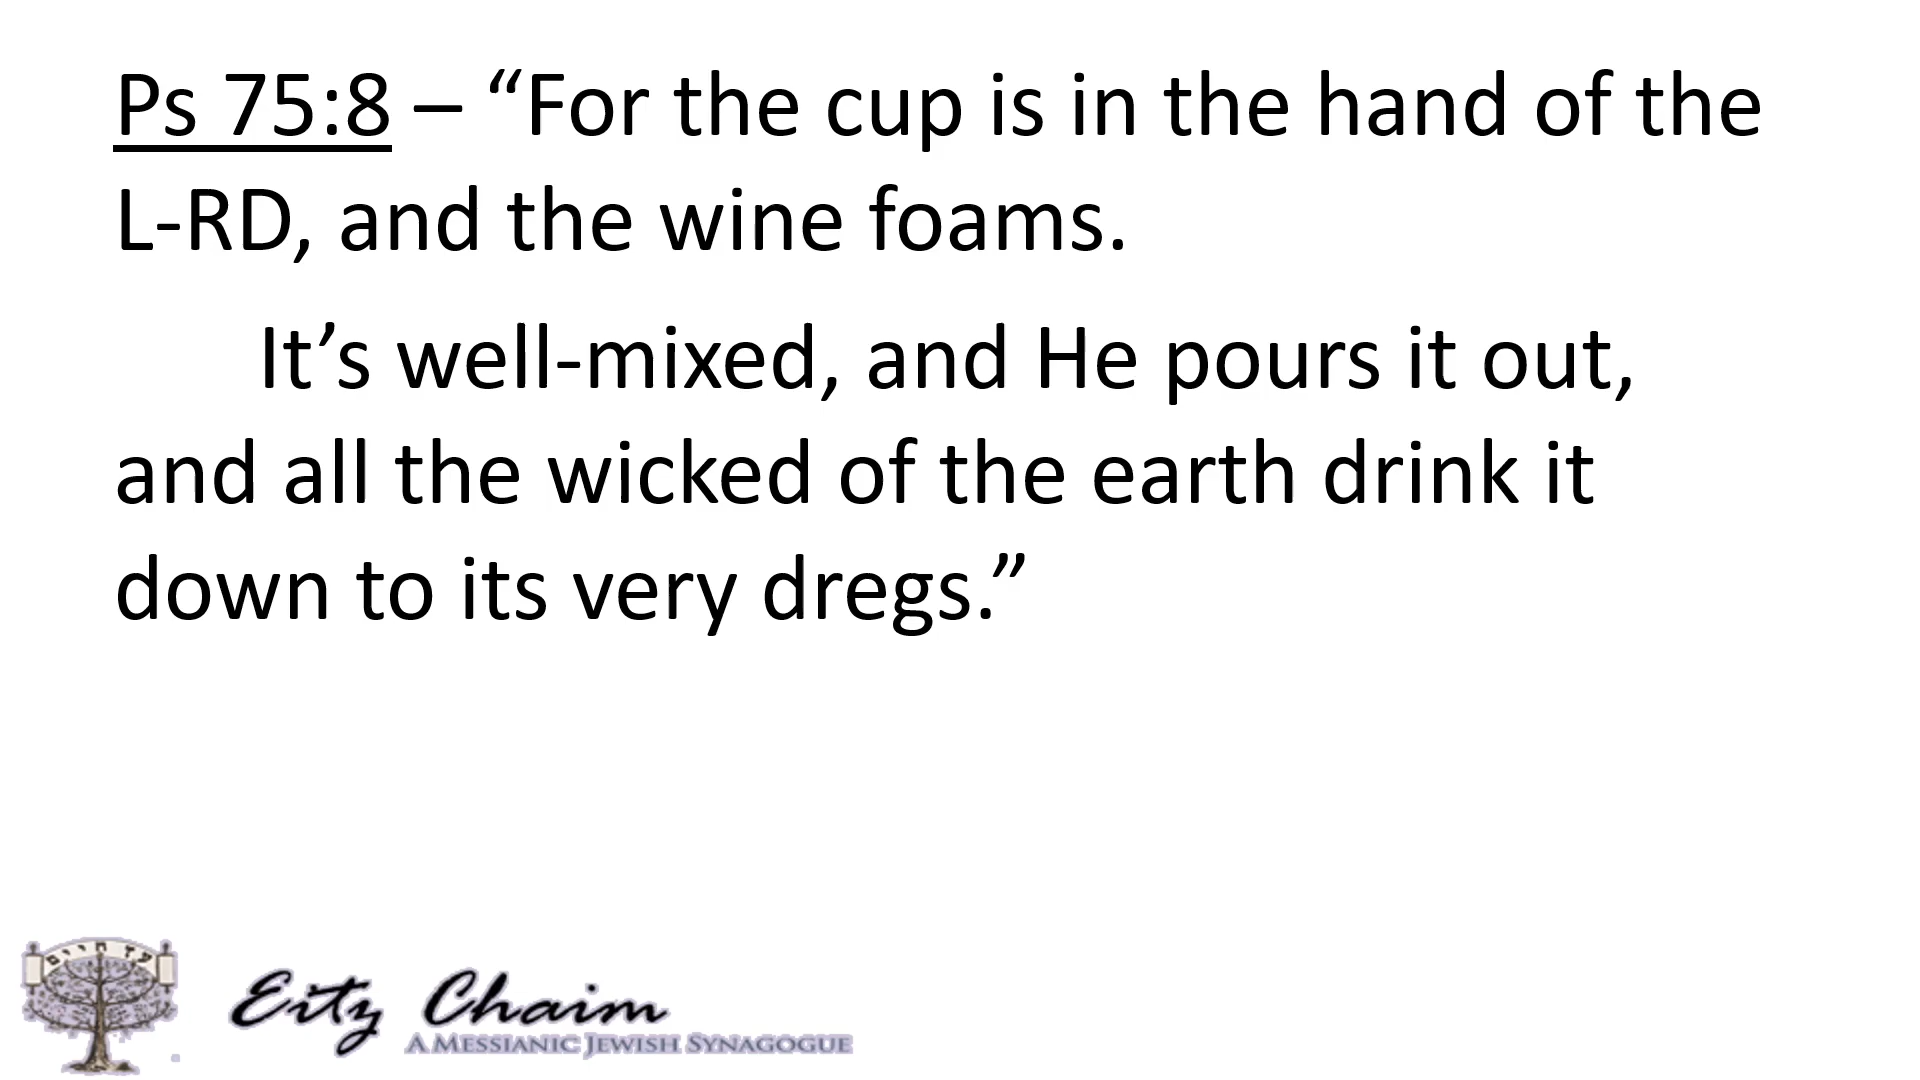 Ps 75:8 – “For the cup is in the hand of the
L-RD, and the wine foams.
It’s well-mixed, and He pours it out,
and all the wicked of the earth drink it
down to its very dregs.”
עץ חיים
Eitz Chaim
A MESSIANIC JEWISH SYNAGOGUE